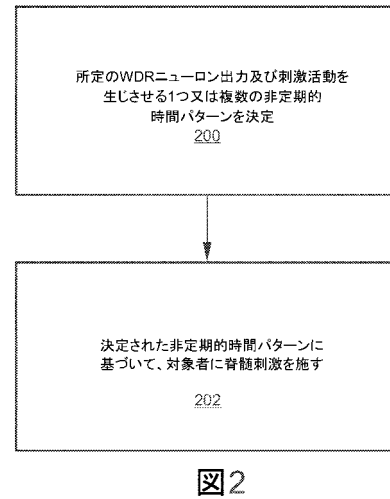 所定のWDRニューロン出力及び刺激活動を
生じさせる1つ又は複数の非定期的
時間パターンを決定
200
決定された非定期的時間パターンに
基づいて、対象者に脊髄刺激を施す
202
図2